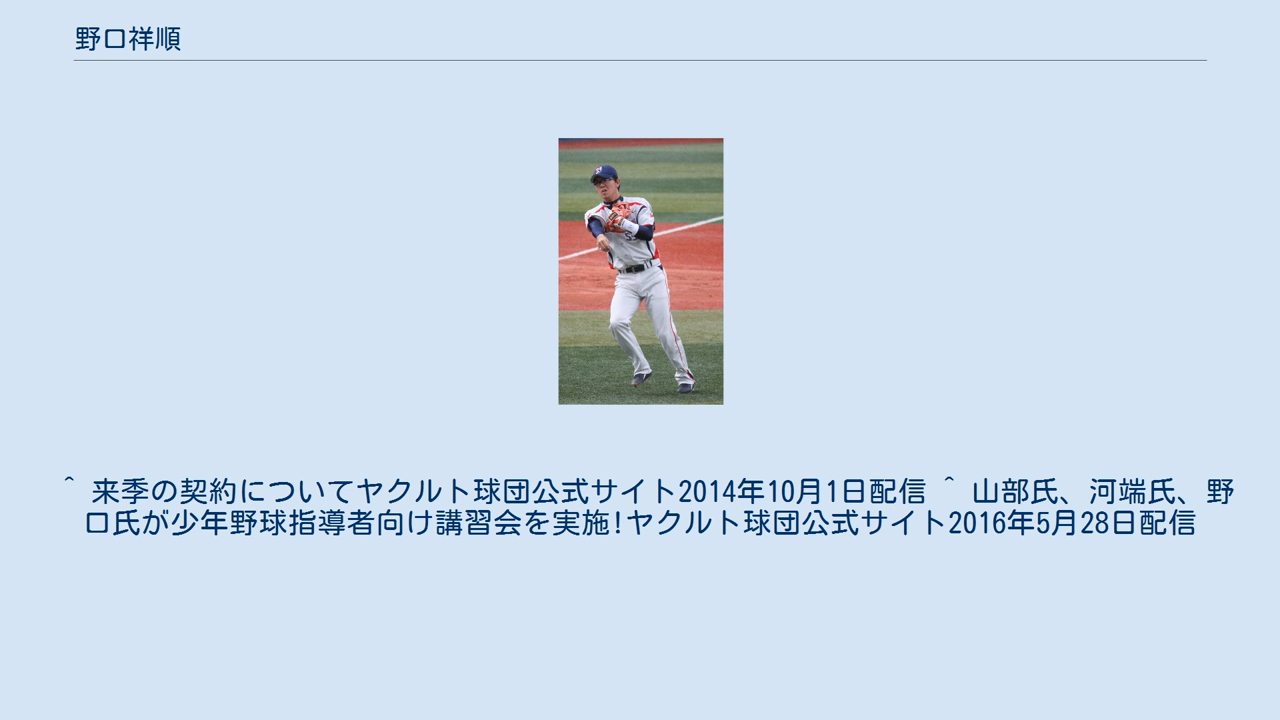 野口祥順
^ 来季の契約についてヤクルト球団公式サイト2014年10月1日配信 ^ 山部氏、河端氏、野
口氏が少年野球指導者向け講習会を実施!ヤクルト球団公式サイト2016年5月28日配信